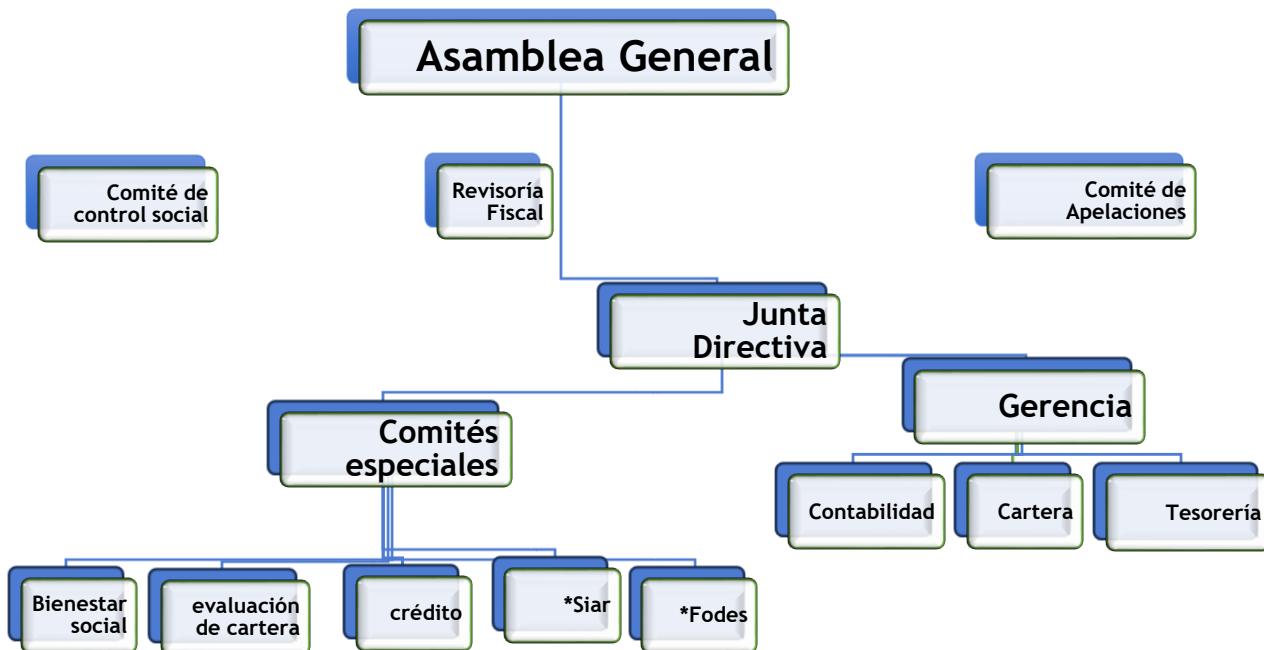 Asamblea General
Comité de
control social
Revisoría
Fiscal
Comité de
Apelaciones
Junta
Directiva
Gerencia
Comités
especiales
Contabilidad
Cartera
Tesorería
Bienestar
social
evaluación
de cartera
crédito
*Siar
*Fodes